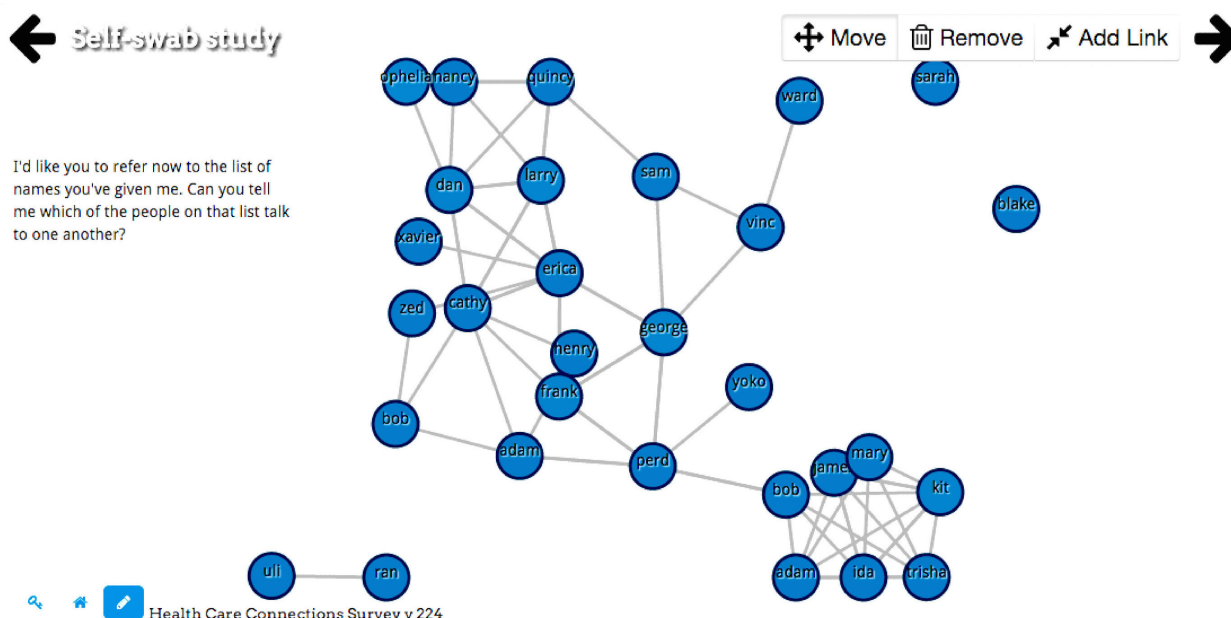 Self-swab study
Move
Remove
Add Link
ophelia
nancy
quincy
ward
sarah
I'd like you to refer now to the list of
names you've given me. Can you tell
me which of the people on that list talk
to one another?
dan
larry
sam
vinc
blake
xavier
erica
zed
cathy
george
henry
frank
yoko
bob
adam
perd
mary
jame
bob
kit
adam
ida
trisha
uli
ran
Health Care Connections Survey v 224